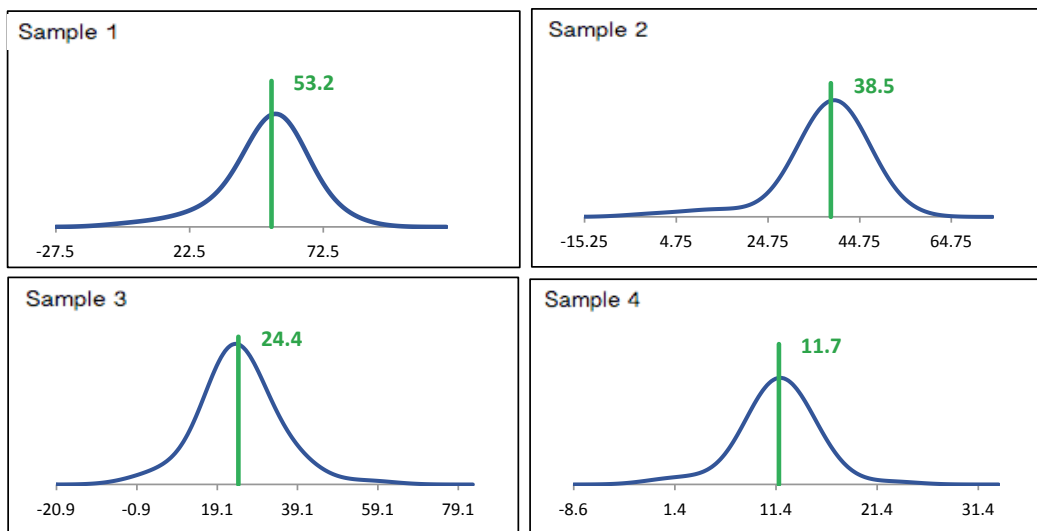 Sample 1
53.2
-27.5 22.5 72.5
Sample 2
38.5
-15.25 4.75 24.75 44.75 64.75
Sample 3
24.4
-20.9 -0.9 19.1 39.1 59.1 79.1
Sample 4
11.7
-8.6 1.4 11.4 21.4 31.4